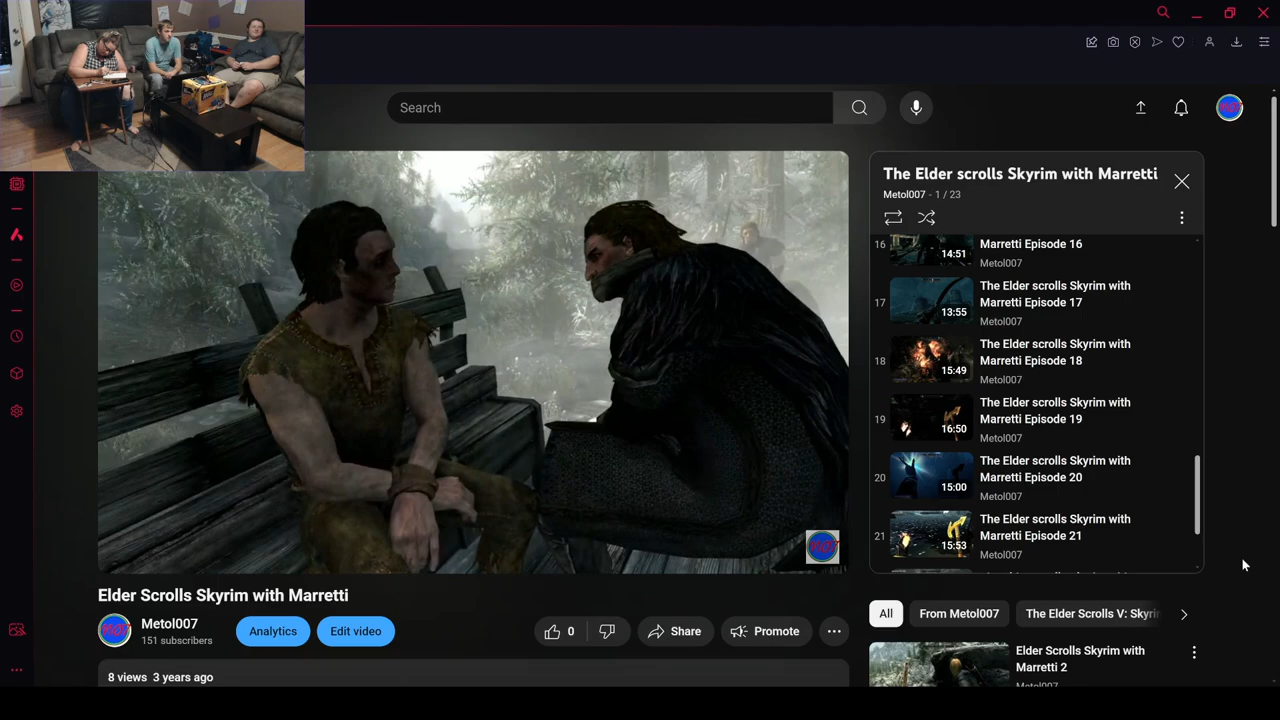 Search
The Elder scrolls Skyrim with Marretti
Metol007 - 1 / 23
16
14:51
Marretti Episode 16
Metol007
17
13:55
The Elder scrolls Skyrim with
Marretti Episode 17
Metol007
18
15:49
The Elder scrolls Skyrim with
Marretti Episode 18
Metol007
19
16:50
The Elder scrolls Skyrim with
Marretti Episode 19
Metol007
20
15:00
The Elder scrolls Skyrim with
Marretti Episode 20
Metol007
21
15:53
The Elder scrolls Skyrim with
Marretti Episode 21
Metol007
Elder Scrolls Skyrim with Marretti
Metol007
151 subscribers
Analytics
Edit video
0
Share
Promote
8 views 3 years ago
All
From Metol007
The Elder Scrolls V: Skyrim
Elder Scrolls Skyrim with
Marretti 2